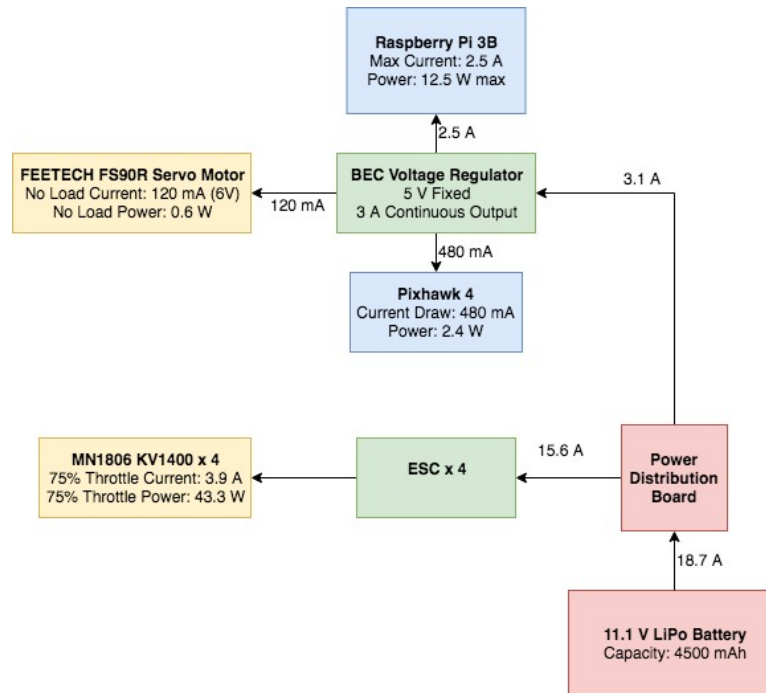 Raspberry Pi 3B
Max Current: 2.5 A
Power: 12.5 W max
2.5 A
FEETECH FS90R Servo Motor
No Load Current: 120 mA (6V)
No Load Power: 0.6 W
120 mA
BEC Voltage Regulator
5 V Fixed
3 A Continuous Output
3.1 A
480 mA
Pixhawk 4
Current Draw: 480 mA
Power: 2.4 W
MN1806 KV1400 x 4
75% Throttle Current: 3.9 A
75% Throttle Power: 43.3 W
ESC x 4
15.6 A
Power
Distribution
Board
18.7 A
11.1 V LiPo Battery
Capacity: 4500 mAh